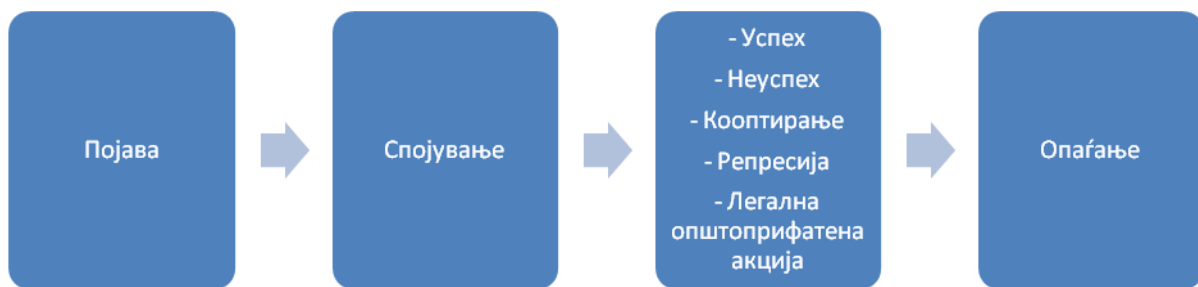 Појава
Спојување
- Успех
- Неуспех
- Кооптирање
- Репресија
- Легална
општоприфатена
акција
Опаѓање